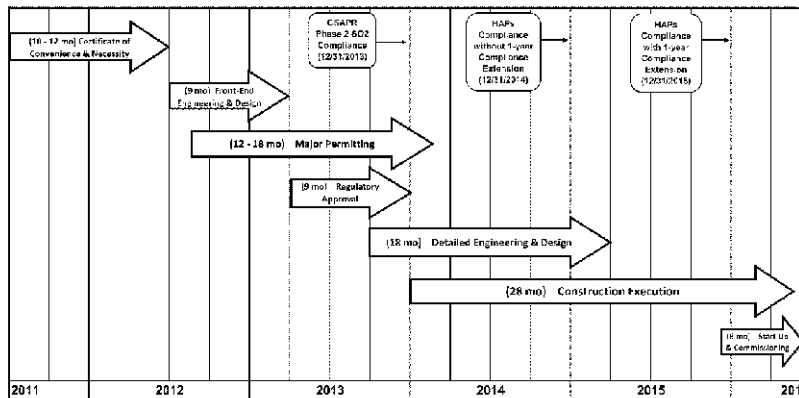 CSAPR
Phase 2 SO2
Compliance
(12/31/2013)
HAPs
Compliance
without 1-year
Compliance
Extension
(12/31/2014)
HAPs
Compliance
with 1-year
Compliance
Extension
(12/31/2015)
(10 - 12 mo) Certificate of
Convenience & Necessity
(9 mo) Front-End
Engineering & Design
(12 - 18 mo) Major Permitting
(9 mo) Regulatory
Approval
(18 mo) Detailed Engineering & Design
(28 mo) Construction Execution
mo) Start Up
& Commissioning
2011
2012
2013
2014
2015
201